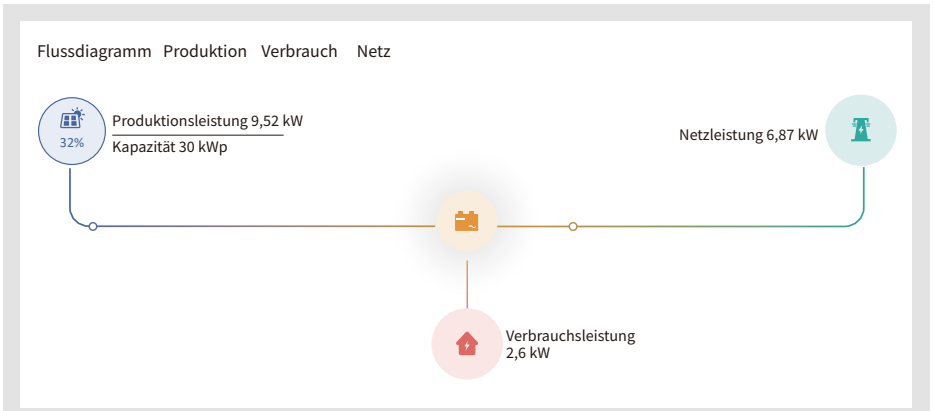 Flussdiagramm Produktion Verbrauch Netz
32%
Produktionsleistung 9,52 kW
Kapazität 30 kWp
Netzleistung 6,87 kW
Verbrauchsleistung
2,6 kW